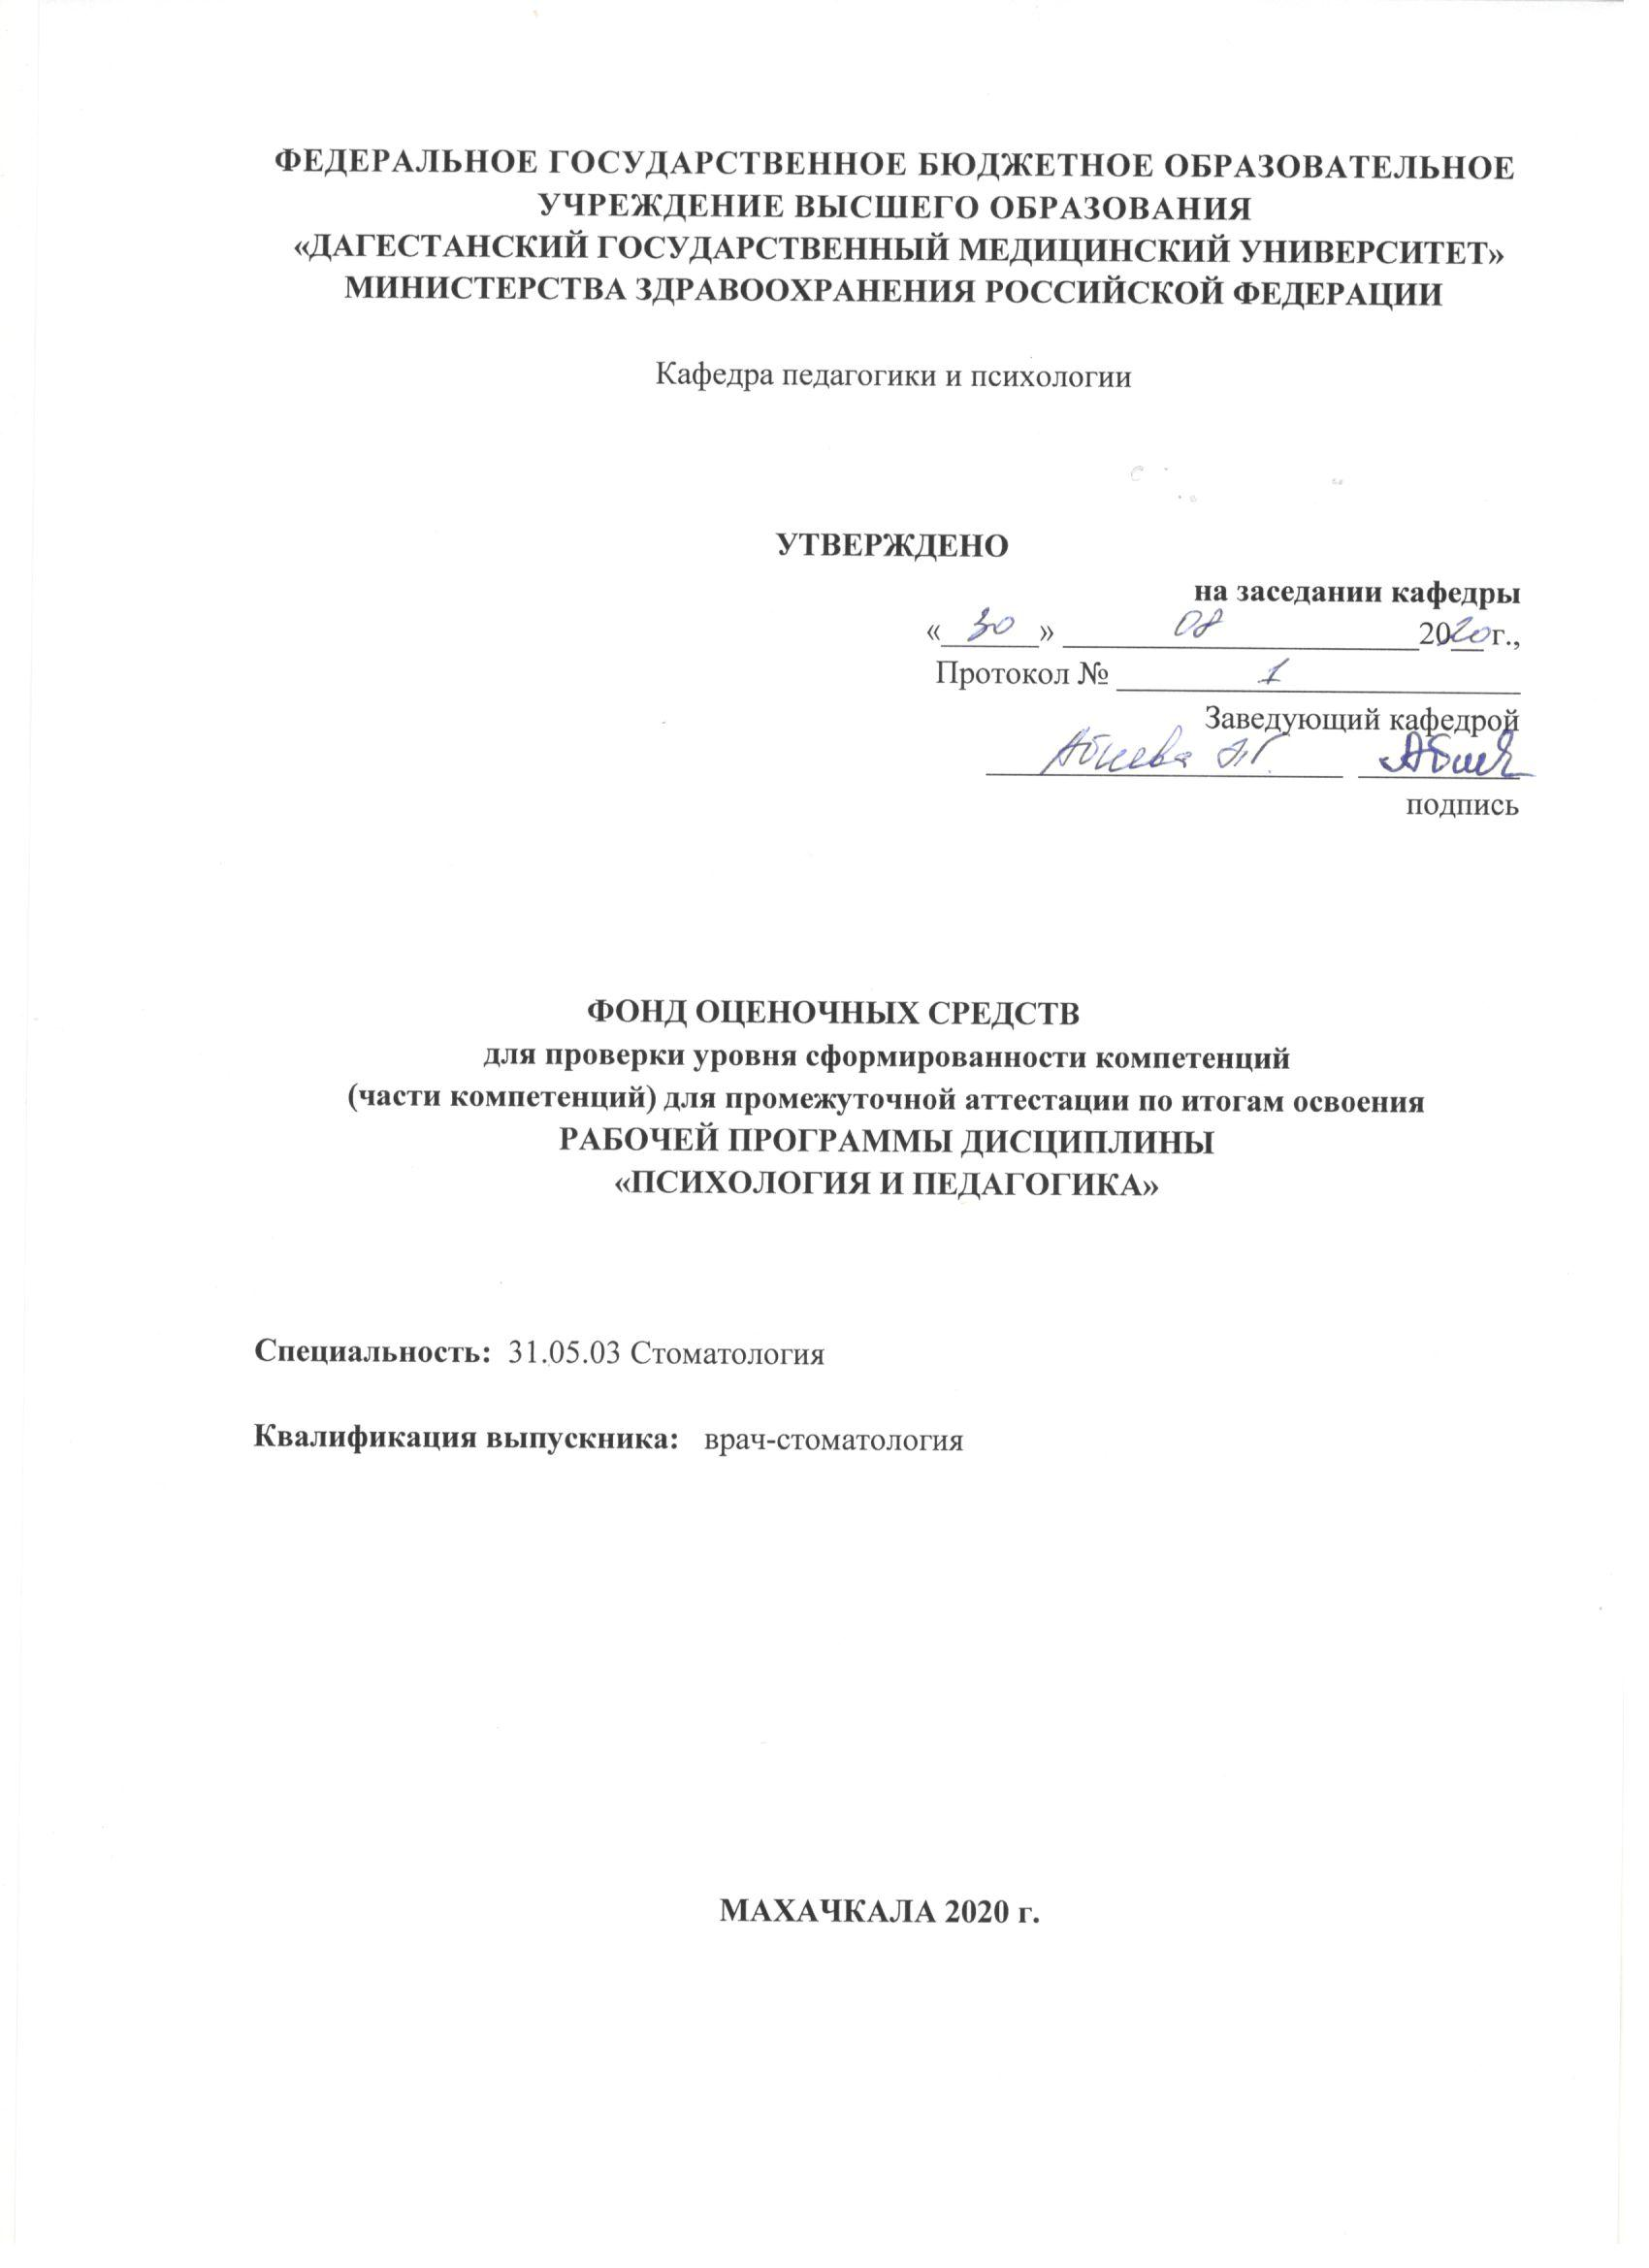 ФЕДЕРАЛЬНОЕ ГОСУДАРСТВЕННОЕ БЮДЖЕТНОЕ ОБРАЗОВАТЕЛЬНОЕ
УЧРЕЖДЕНИЕ ВЫСШЕГО ОБРАЗОВАНИЯ
«ДАГЕСТАНСКИЙ ГОСУДАРСТВЕННЫЙ МЕДИЦИНСКИЙ УНИВЕРСИТЕТ»
МИНИСТЕРСТВА ЗДРАВООХРАНЕНИЯ РОССИЙСКОЙ ФЕДЕРАЦИИ
Кафедра педагогики и психологии
УТВЕРЖДЕНО
на заседании кафедры
« 30 » 08 2020 г.,
Протокол № 1
Заведующий кафедрой
Абиева
подпись
ФОНД ОЦЕНОЧНЫХ СРЕДСТВ
для проверки уровня сформированности компетенций
(части компетенций) для промежуточной аттестации по итогам освоения
РАБОЧЕЙ ПРОГРАММЫ ДИСЦИПЛИНЫ
«ПСИХОЛОГИЯ И ПЕДАГОГИКА»
Специальность: 31.05.03 Стоматология
Квалификация выпускника: врач-стоматология
МАХАЧКАЛА 2020 г.